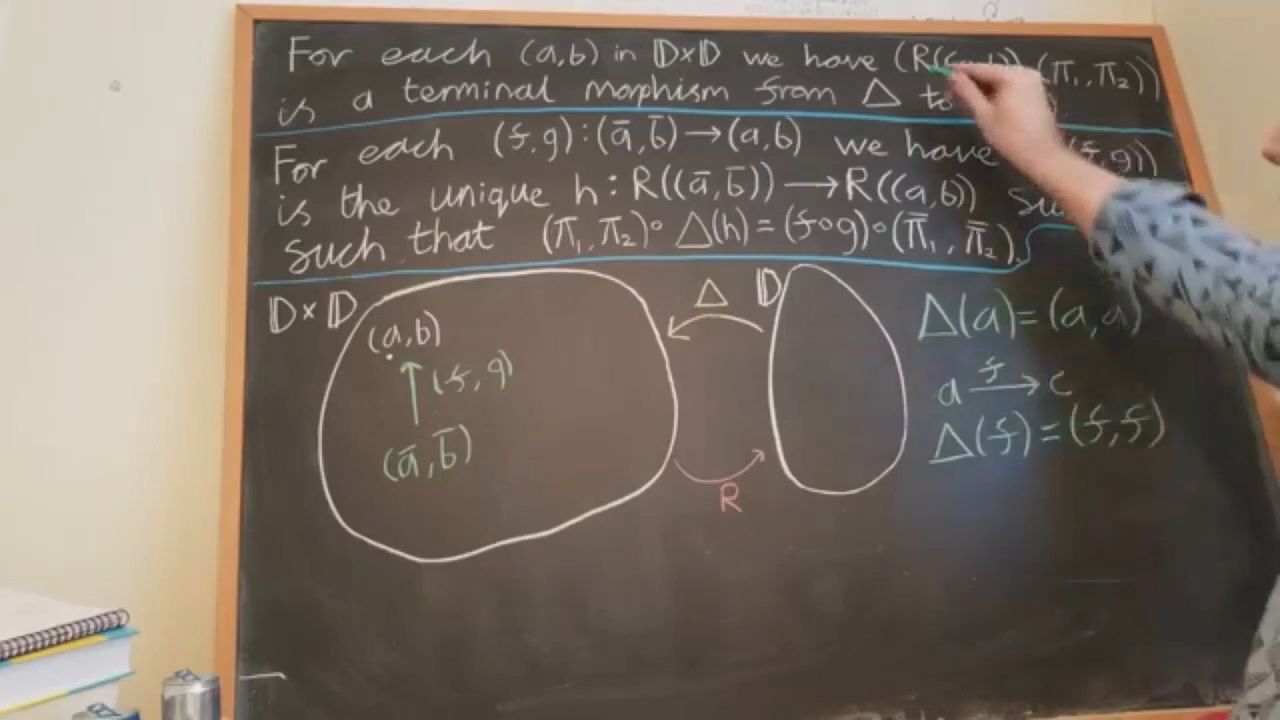 For each (a,b) in 𝔻×𝔻 we have (R( (π₁,π₂))
is a terminal morphism from Δ to
For each (f,g):(ā,b̄)→(a,b) we have (f,g))
is the unique h:R((ā,b̄))→R((a,b))
such that (π₁,π₂)∘Δ(h)=(f∘g)∘(π̄₁,π̄₂).
𝔻×𝔻
(a,b)
(f,g)
(ā,b̄)
Δ
𝔻
R
Δ(a)=(a,a)
a f→ c
Δ(f)=(f,f)